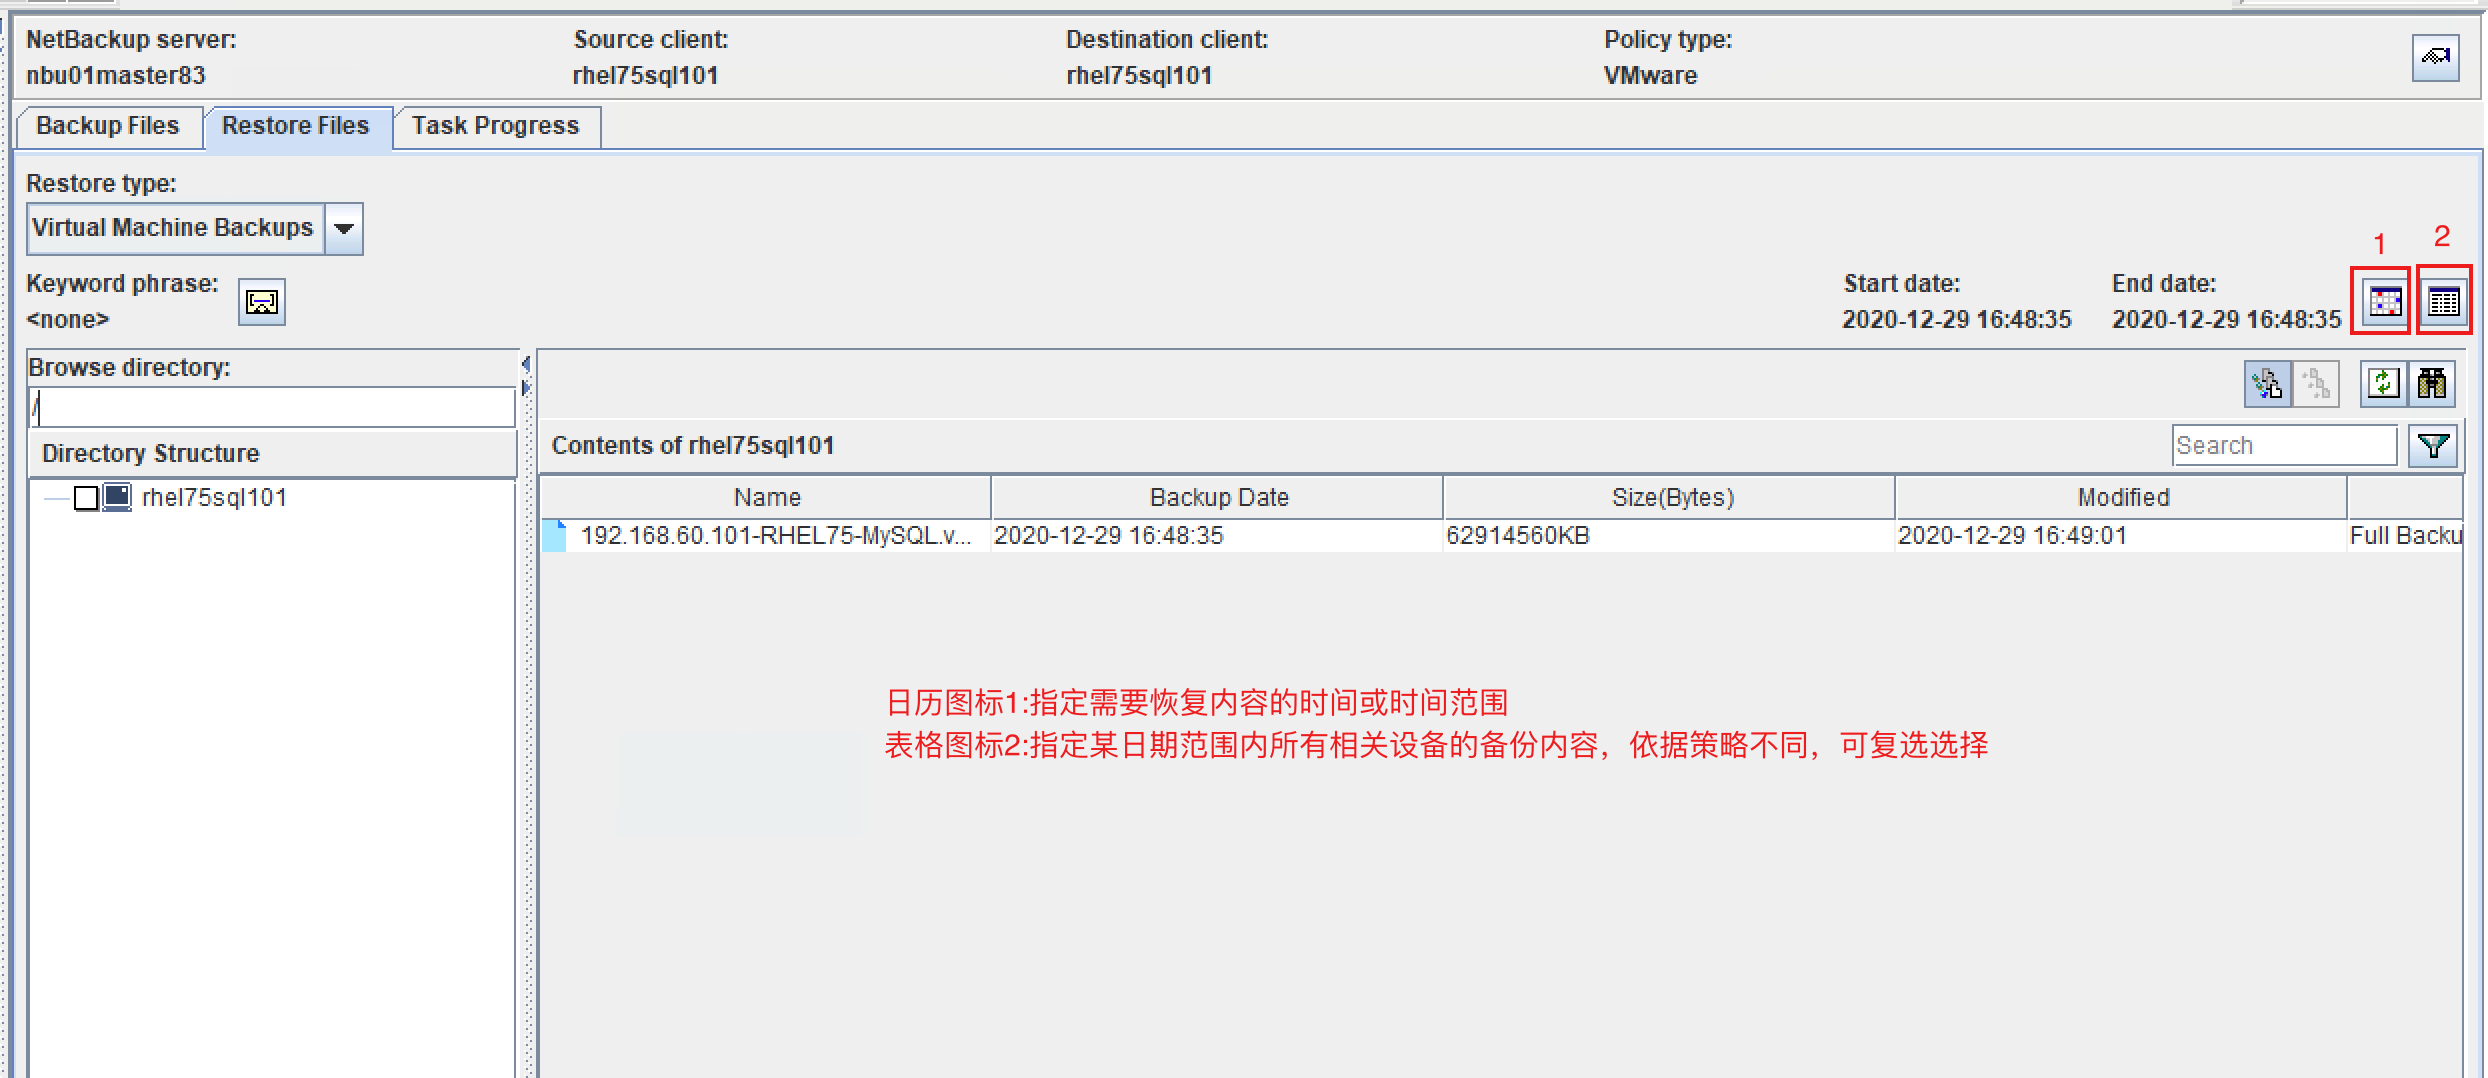 NetBackup server:
nbu01master83
Source client:
rhel75sql101
Destination client:
rhel75sql101
Policy type:
VMware
Backup Files
Restore Files
Task Progress
Restore type:
Virtual Machine Backups
Keyword phrase:
<none>
Start date:
2020-12-29 16:48:35
End date:
2020-12-29 16:48:35
1
2
Browse directory:
/
Directory Structure
rhel75sql101
Contents of rhel75sql101
Search
Name
Backup Date
Size(Bytes)
Modified
192.168.60.101-RHEL75-MySQL.v...
2020-12-29 16:48:35
62914560KB
2020-12-29 16:49:01
Full Backu
日历图标1:指定需要恢复内容的时间或时间范围
表格图标2:指定某日期范围内所有相关设备的备份内容，依据策略不同，可复选选择